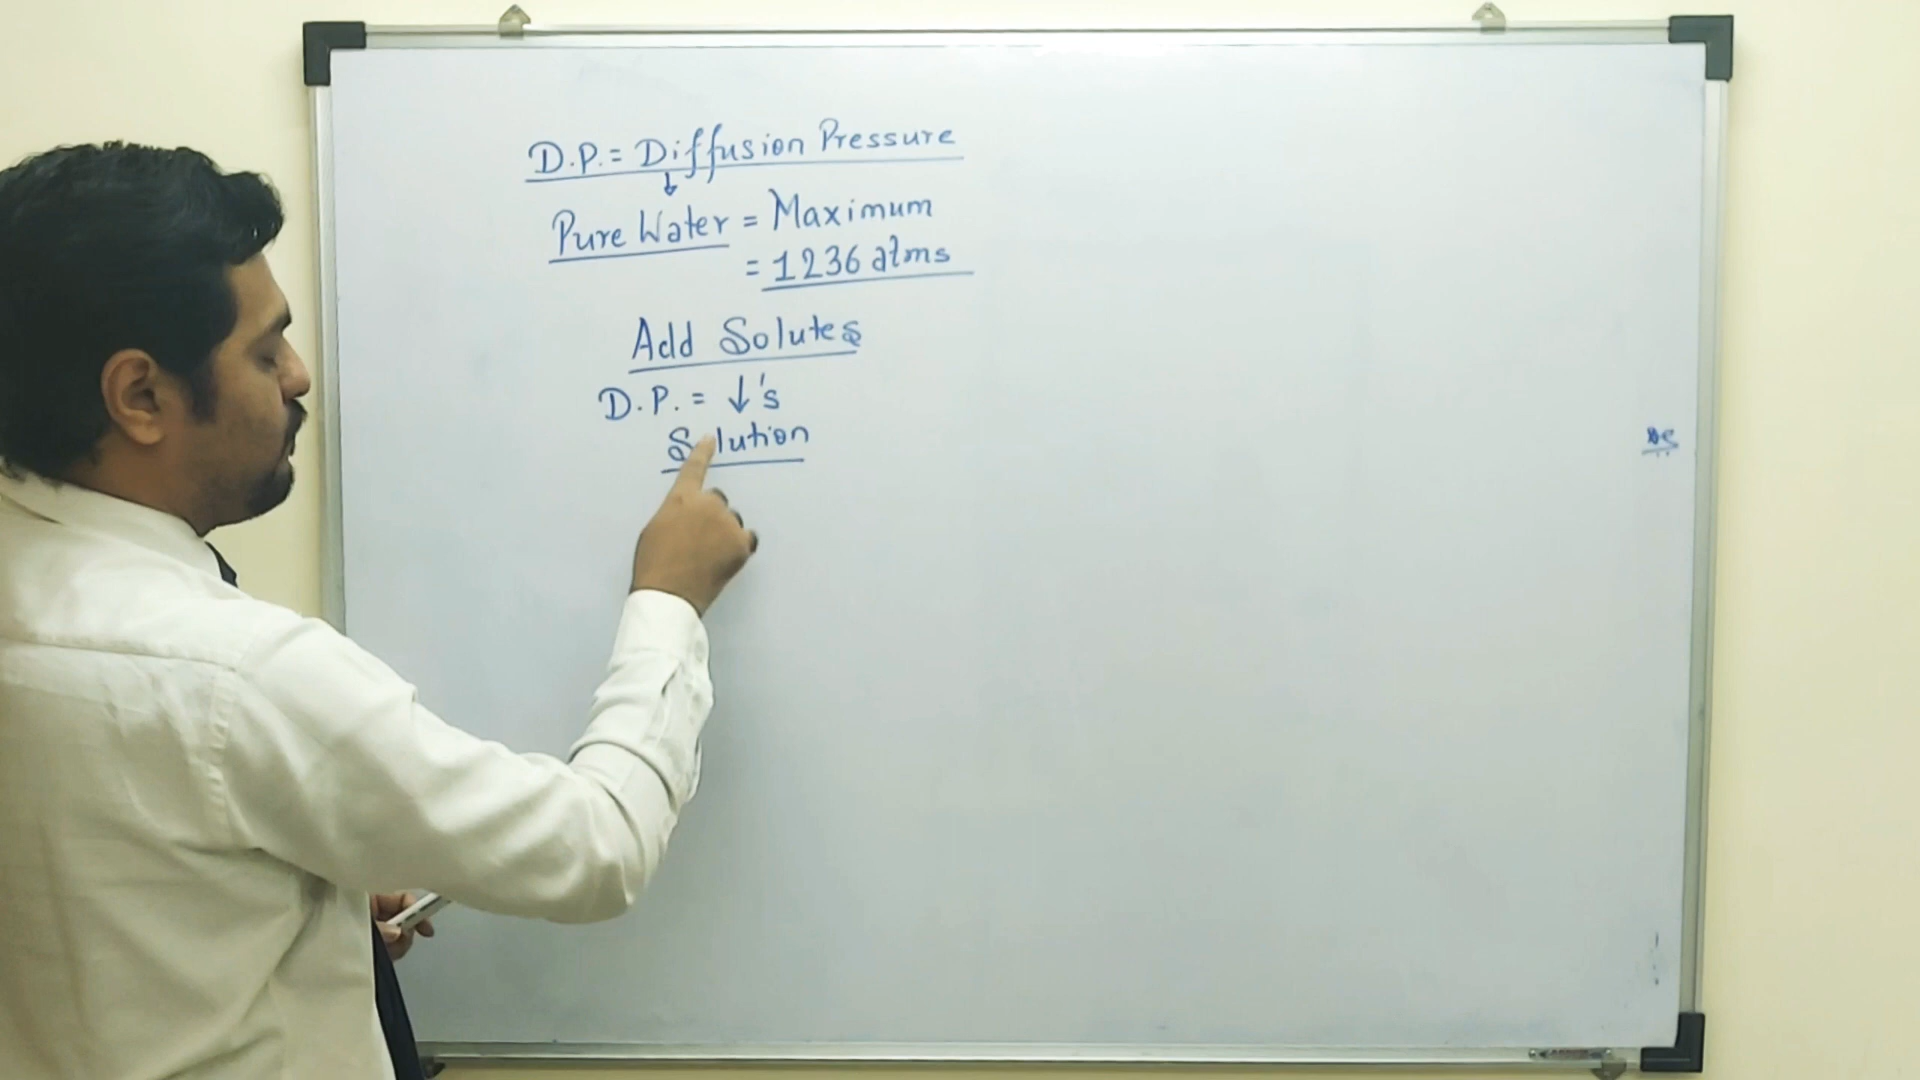 D.P. = Diffusion Pressure
↓
Pure Water = Maximum
= 1236 atms
Add Solutes
D.P. = ↓'s
Solution